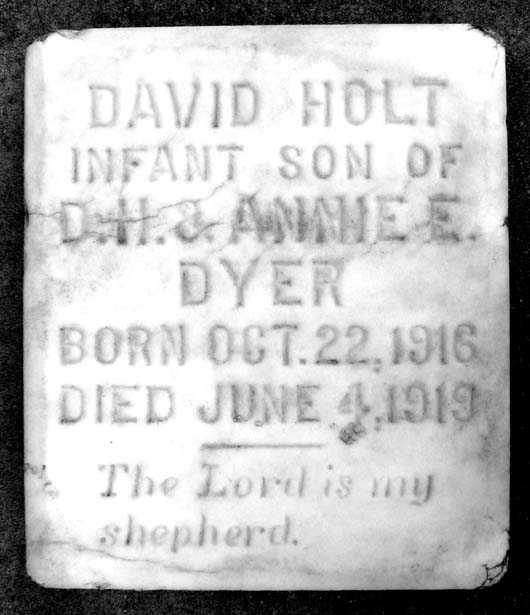 DAVID HOLT
INFANT SON OF
D.H. & ANNIE E.
DYER
BORN OCT. 22, 1916
DIED JUNE 4, 1919
The Lord is my
shepherd.